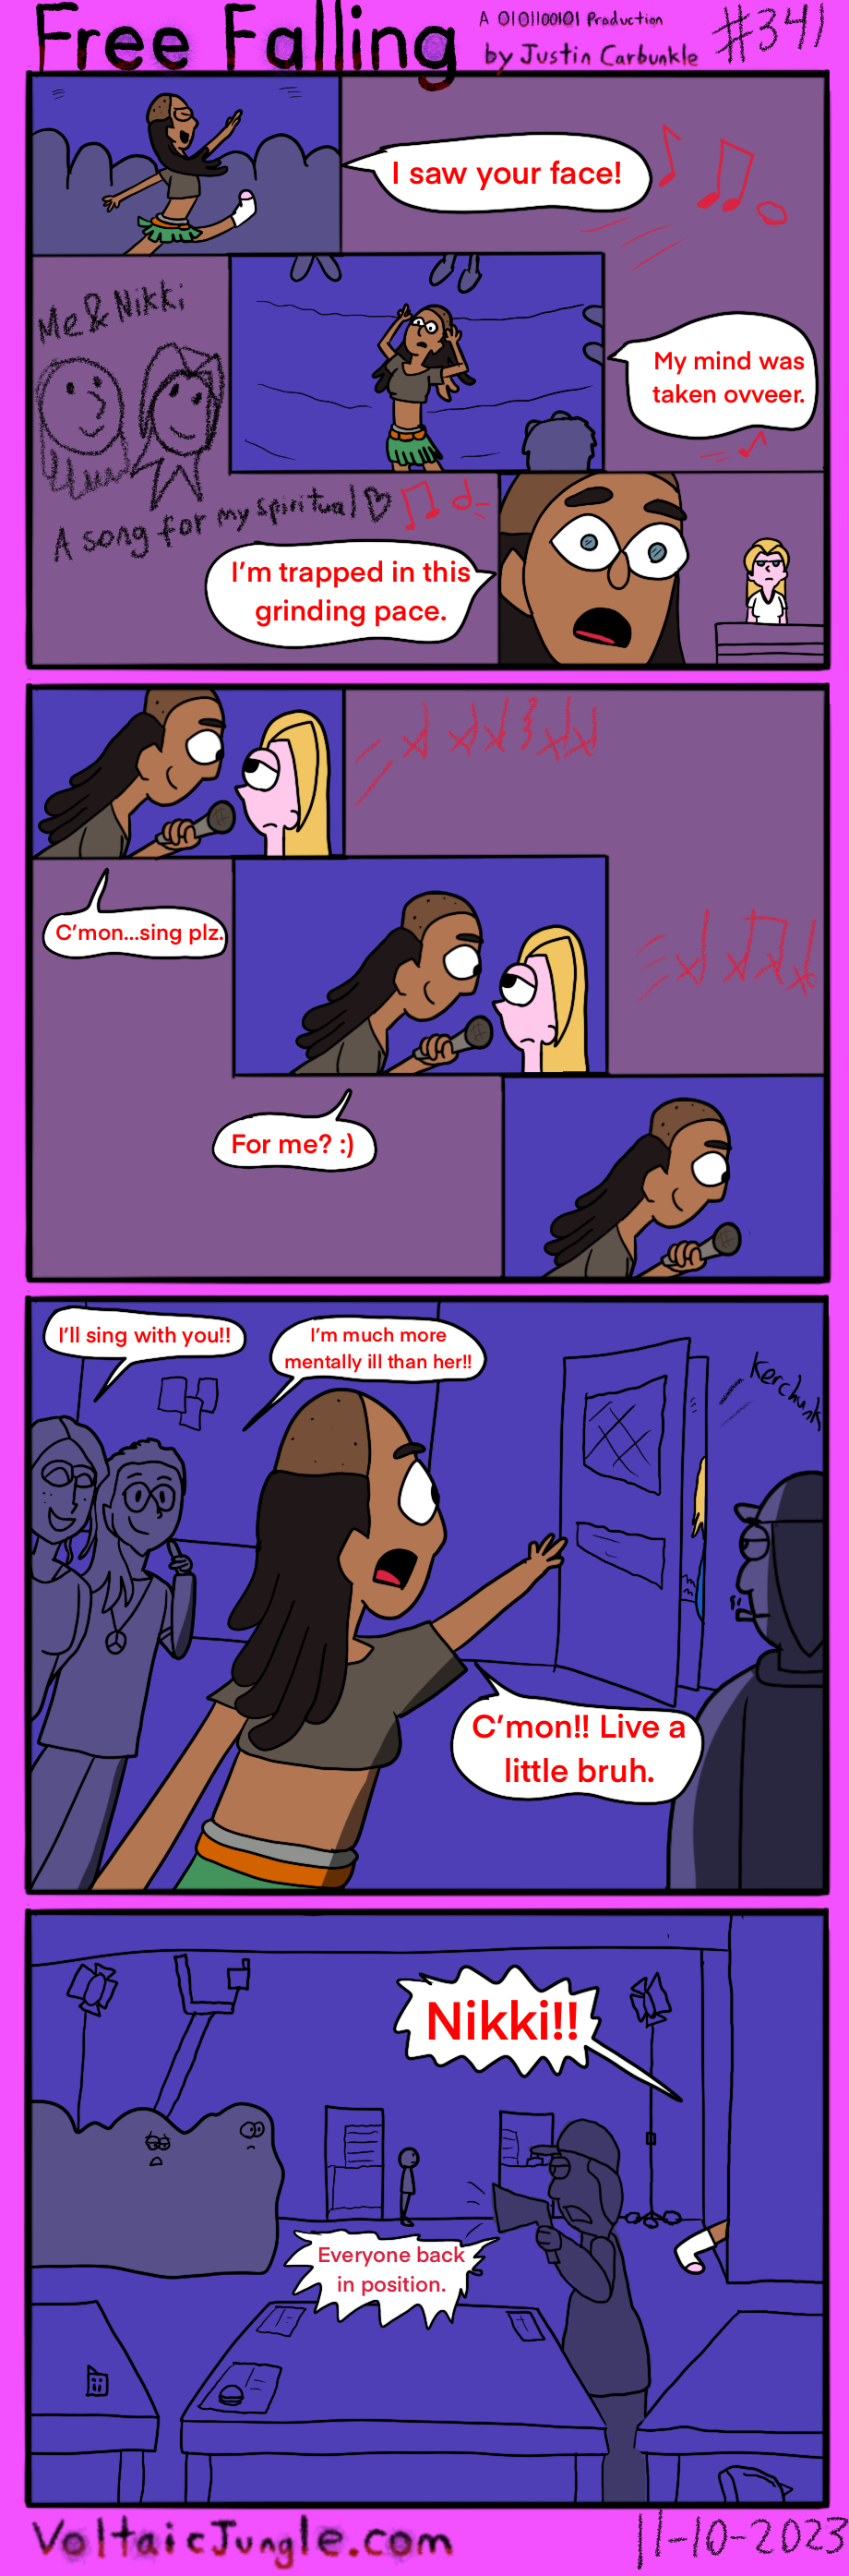 Free Falling
A 0101100101 Production
by Justin Carbunkle
#341
I saw your face!
Me & Nikki
My mind was
taken ovveer.
A song for my spiritual
I'm trapped in this
grinding pace.
C'mon...sing plz.
For me? :)
I'll sing with you!!
I'm much more
mentally ill than her!!
Kerchunk
C'mon!! Live a
little bruh.
Nikki!!
Everyone back
in position.
VoltaicJungle.com
11-10-2023